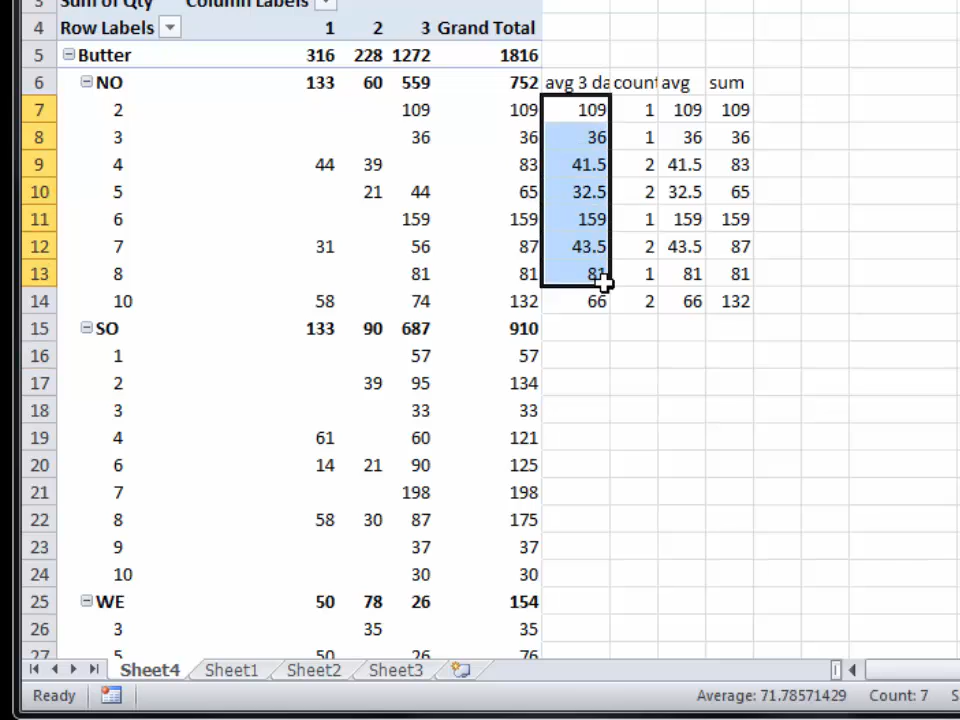 3 Sum of Qty Column Labels
4 Row Labels 1 2 3 Grand Total
5 Butter 316 228 1272 1816
6 NO 133 60 559 752 avg 3 da count avg sum
7 2 109 109 109 1 109 109
8 3 36 36 36 1 36 36
9 4 44 39 83 41.5 2 41.5 83
10 5 21 44 65 32.5 2 32.5 65
11 6 159 159 159 1 159 159
12 7 31 56 87 43.5 2 43.5 87
13 8 81 81 81 1 81 81
14 10 58 74 132 66 2 66 132
15 SO 133 90 687 910
16 1 57 57
17 2 39 95 134
18 3 33 33
19 4 61 60 121
20 6 14 21 90 125
21 7 198 198
22 8 58 30 87 175
23 9 37 37
24 10 30 30
25 WE 50 78 26 154
26 3 35 35
27 5 50 26 76
Sheet4 Sheet1 Sheet2 Sheet3
Ready Average: 71.78571429 Count: 7 S